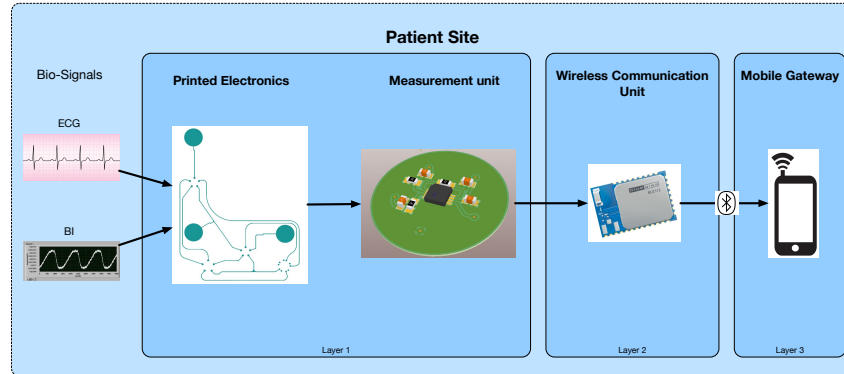 Patient Site
Bio-Signals
Printed Electronics
Measurement unit
Wireless Communication
Unit
Mobile Gateway
ECG
BI
Layer 1
Layer 2
Layer 3